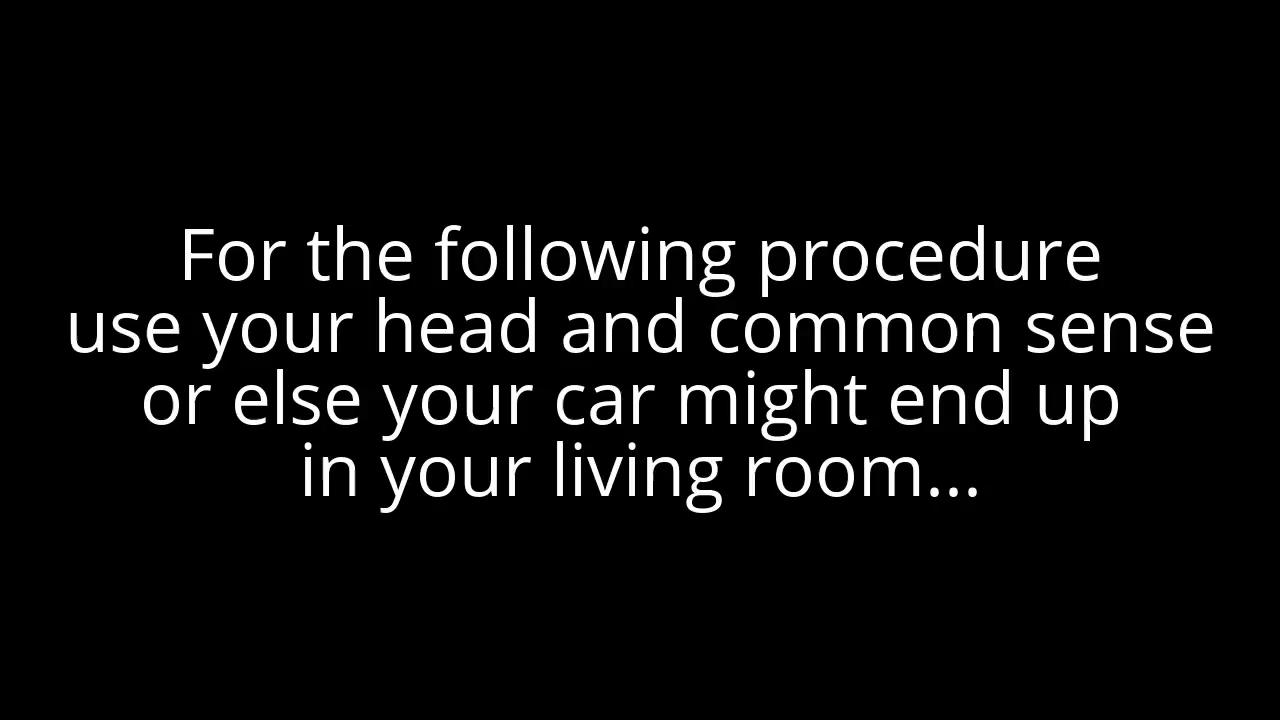 For the following procedure
use your head and common sense
or else your car might end up
in your living room...